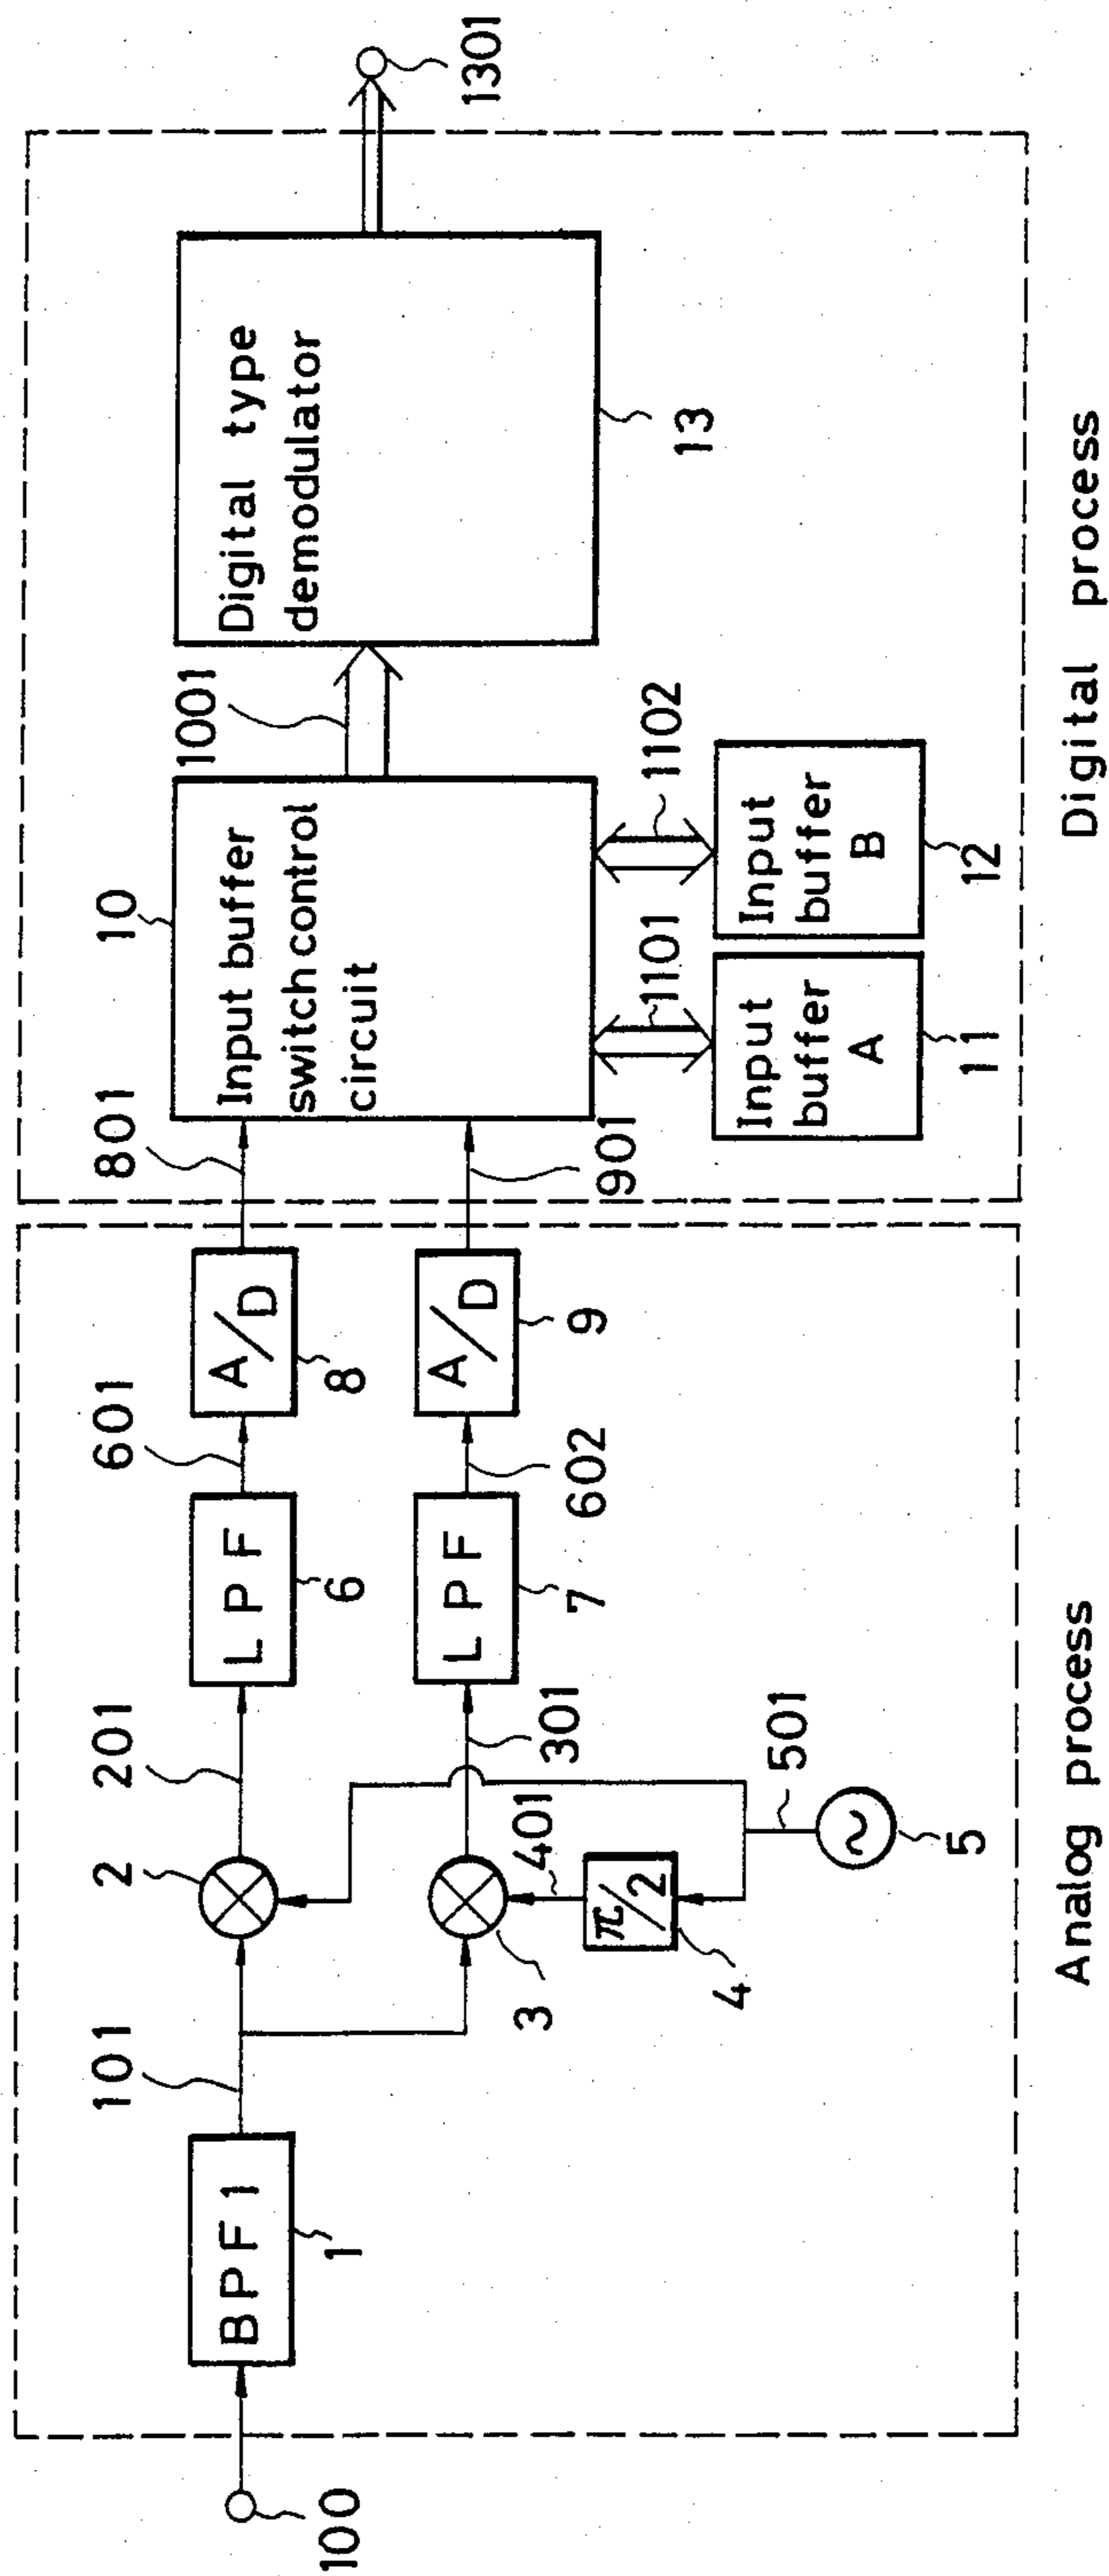 100
BPF1
1
101
2
201
LPF
6
601
A/D
8
801
3
301
LPF
7
602
A/D
9
901
401
π/2
4
501
5
Analog process
10
Input buffer
switch control
circuit
1001
Digital type
demodulator
13
1301
1101
1102
Input
buffer
A
11
Input
buffer
B
12
Digital process